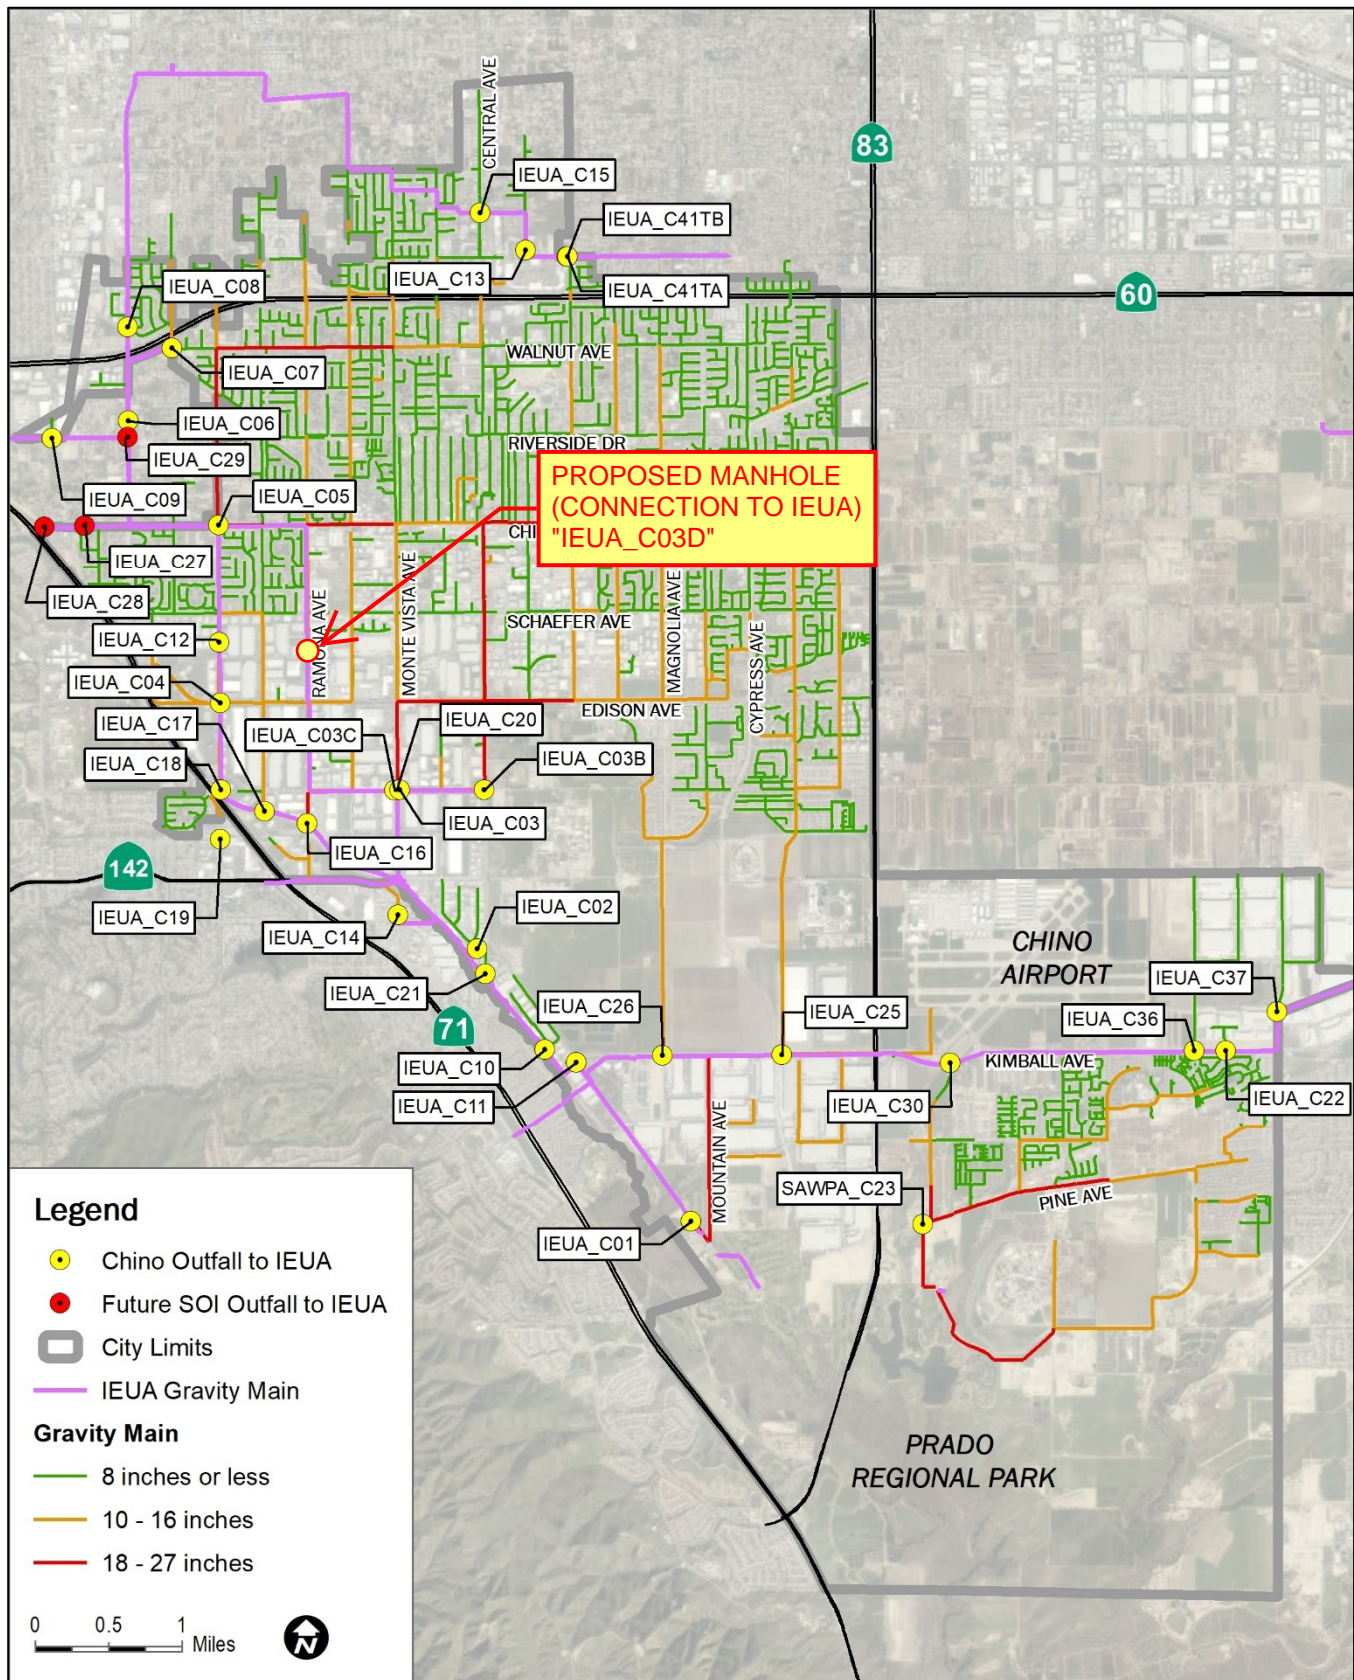 CENTRAL AVE
83
IEUA_C15
IEUA_C41TB
IEUA_C13
IEUA_C08
IEUA_C41TA
60
WALNUT AVE
IEUA_C07
IEUA_C06
RIVERSIDE DR
IEUA_C29
PROPOSED MANHOLE
(CONNECTION TO IEUA)
"IEUA_C03D"
IEUA_C09
IEUA_C05
CHI
IEUA_C27
IEUA_C28
MONTE VISTA AVE
RAMONA AVE
SCHAEFER AVE
MAGNOLIA AVE
CYPRESS AVE
IEUA_C12
IEUA_C04
EDISON AVE
IEUA_C17
IEUA_C03C
IEUA_C20
IEUA_C18
IEUA_C03B
IEUA_C03
IEUA_C16
142
IEUA_C19
IEUA_C02
IEUA_C14
CHINO
AIRPORT
IEUA_C21
IEUA_C37
71
IEUA_C26
IEUA_C25
IEUA_C36
IEUA_C10
KIMBALL AVE
IEUA_C11
IEUA_C30
IEUA_C22
MOUNTAIN AVE
SAWPA_C23
PINE AVE
IEUA_C01
PRADO
REGIONAL PARK
Legend
Chino Outfall to IEUA
Future SOI Outfall to IEUA
City Limits
IEUA Gravity Main
Gravity Main
8 inches or less
10 - 16 inches
18 - 27 inches
0 0.5 1
Miles
N